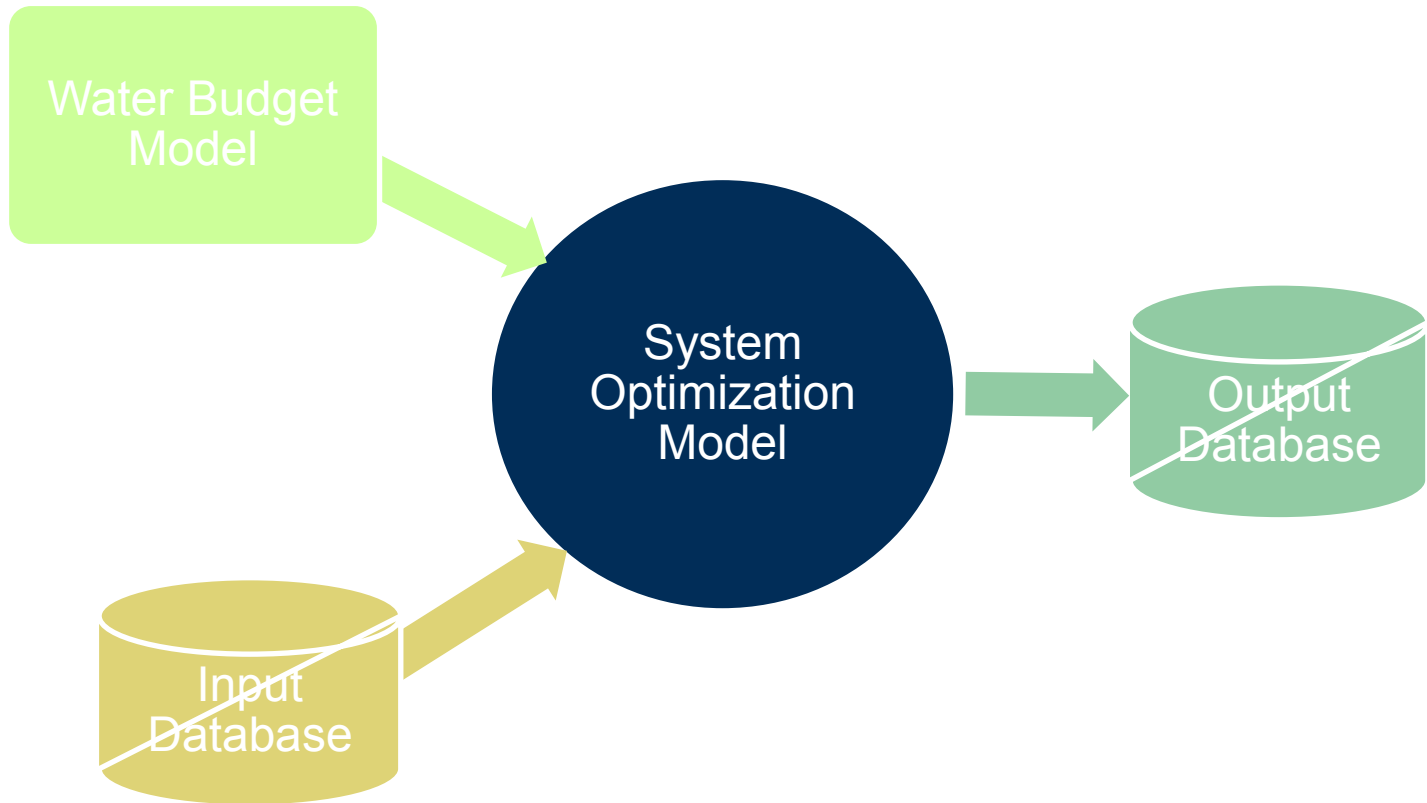 Water Budget
Model
System
Optimization
Model
Output
Database
Input
Database